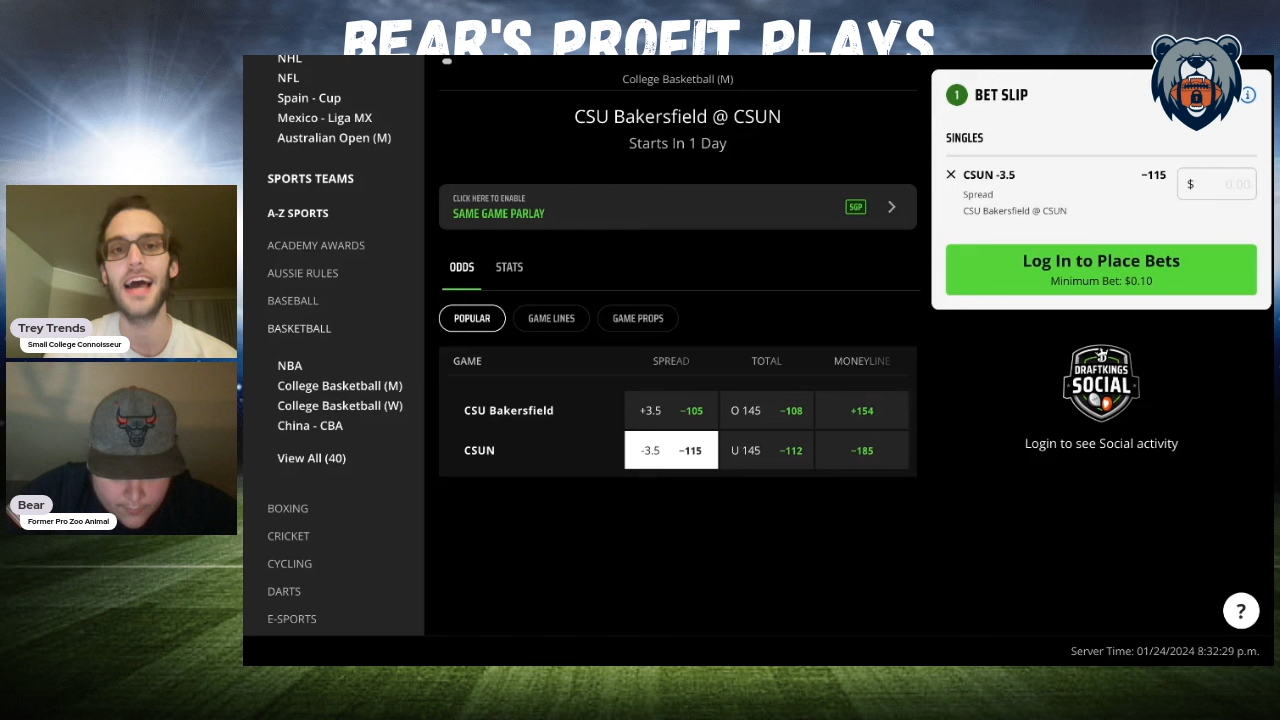 BEAR'S PROFIT PLAYS
NHL
NFL
Spain - Cup
Mexico - Liga MX
Australian Open (M)
SPORTS TEAMS
A-Z SPORTS
ACADEMY AWARDS
AUSSIE RULES
BASEBALL
BASKETBALL
NBA
College Basketball (M)
College Basketball (W)
China - CBA
View All (40)
BOXING
CRICKET
CYCLING
DARTS
E-SPORTS
College Basketball (M)
CSU Bakersfield @ CSUN
Starts In 1 Day
CLICK HERE TO ENABLE
SAME GAME PARLAY
SGP
ODDS STATS
POPULAR GAME LINES GAME PROPS
GAME SPREAD TOTAL MONEYLINE
CSU Bakersfield +3.5 −105 O 145 −108 +154
CSUN -3.5 −115 U 145 −112 −185
1 BET SLIP i
SINGLES
CSUN -3.5 −115 $ 0.00
Spread
CSU Bakersfield @ CSUN
Log In to Place Bets
Minimum Bet: $0.10
DRAFTKINGS
SOCIAL
Login to see Social activity
?
Server Time: 01/24/2024 8:32:29 p.m.
Trey Trends
Small College Connoisseur
Bear
Former Pro Zoo Animal